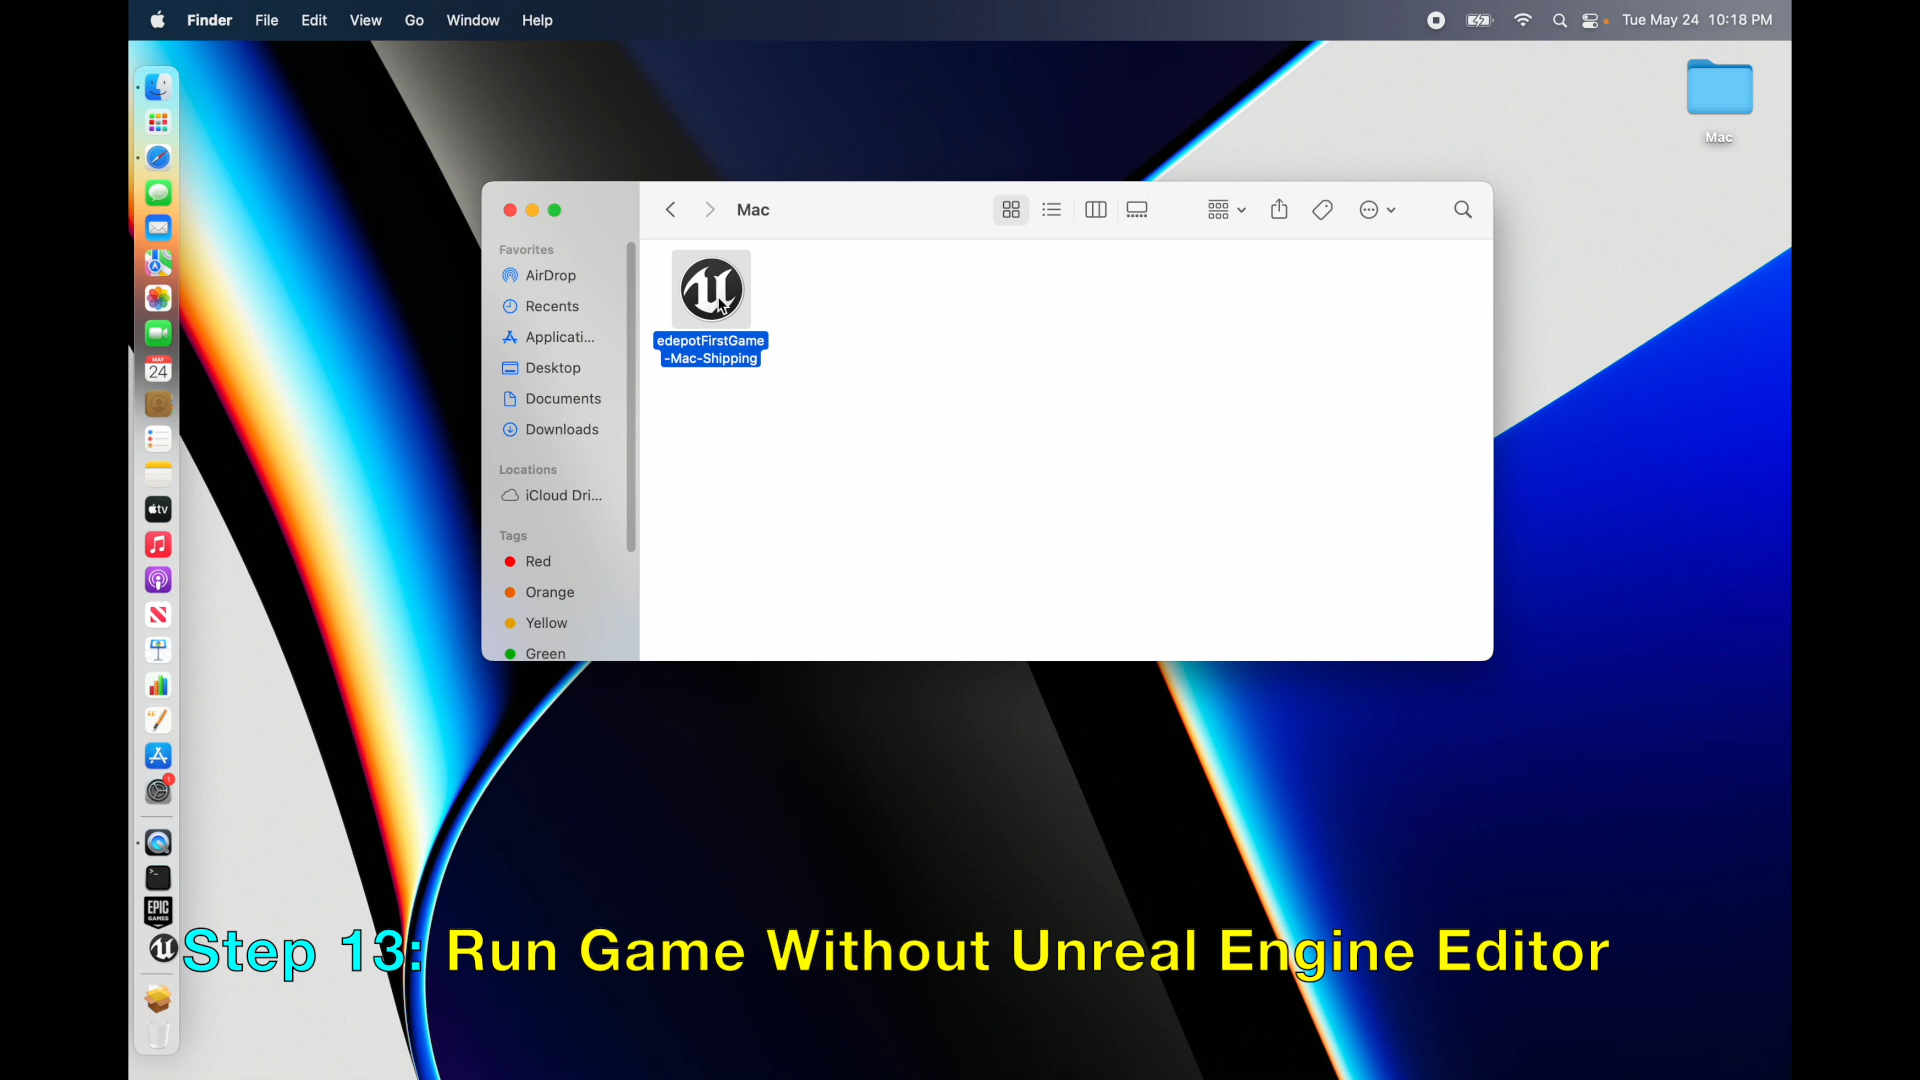 Finder File Edit View Go Window Help Tue May 24 10:18 PM
Mac
Mac
Favorites
AirDrop
Recents
Applicati...
Desktop
Documents
Downloads
Locations
iCloud Dri...
Tags
Red
Orange
Yellow
Green
edepotFirstGame
-Mac-Shipping
MAY
24
tv
1
EPIC
GAMES
Step 13: Run Game Without Unreal Engine Editor